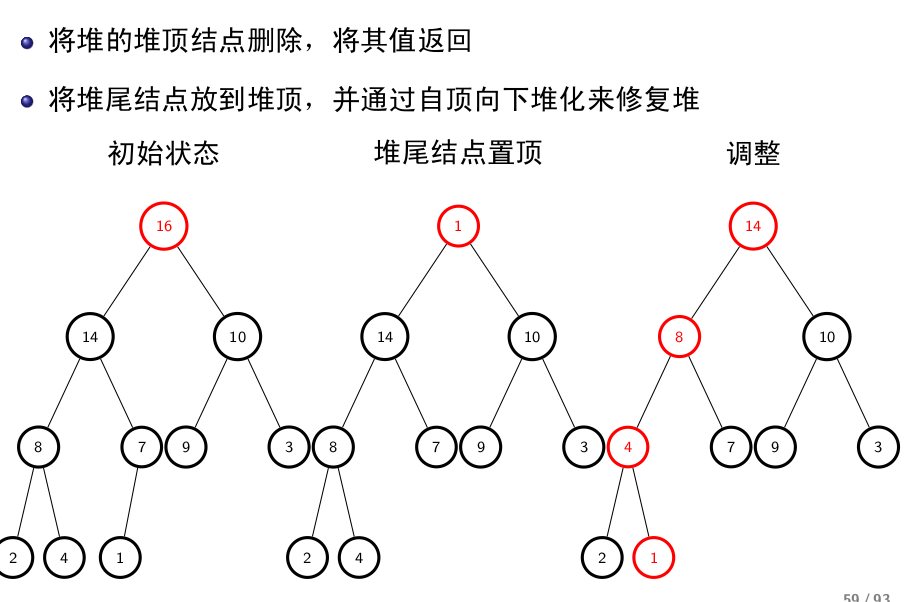 将堆的堆顶结点删除，将其值返回
将堆尾结点放到堆顶，并通过自顶向下堆化来修复堆
初始状态 堆尾结点置顶 调整
16 1 14
14 10 14 10 8 10
8 7 9 3 8 7 9 3 4 7 9 3
2 4 1 2 4 2 1
59 / 93